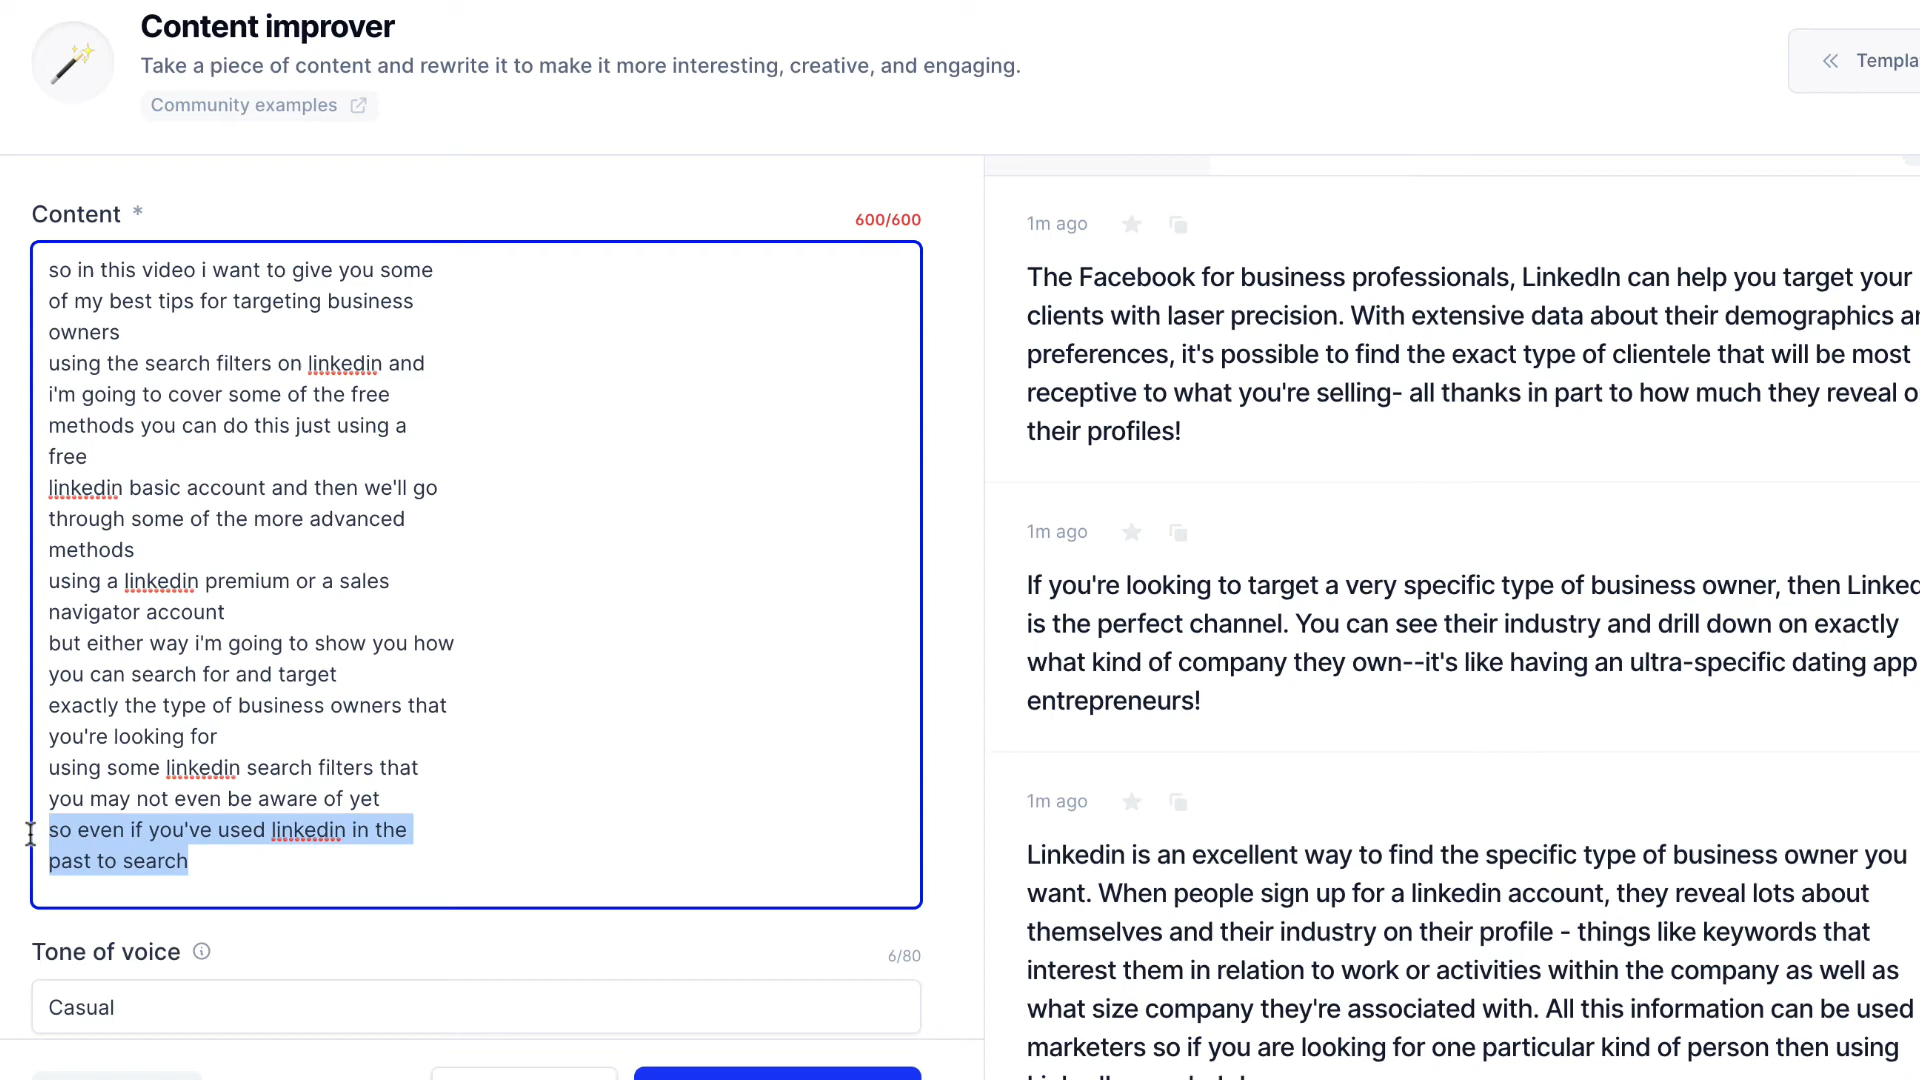 Content improver
Take a piece of content and rewrite it to make it more interesting, creative, and engaging.
Community examples
Templa
Content *
600/600
so in this video i want to give you some
of my best tips for targeting business
owners
using the search filters on linkedin and
i'm going to cover some of the free
methods you can do this just using a
free
linkedin basic account and then we'll go
through some of the more advanced
methods
using a linkedin premium or a sales
navigator account
but either way i'm going to show you how
you can search for and target
exactly the type of business owners that
you're looking for
using some linkedin search filters that
you may not even be aware of yet
so even if you've used linkedin in the
past to search
Tone of voice
6/80
Casual
1m ago
The Facebook for business professionals, LinkedIn can help you target your
clients with laser precision. With extensive data about their demographics a
preferences, it's possible to find the exact type of clientele that will be most
receptive to what you're selling- all thanks in part to how much they reveal o
their profiles!
1m ago
If you're looking to target a very specific type of business owner, then Linked
is the perfect channel. You can see their industry and drill down on exactly
what kind of company they own--it's like having an ultra-specific dating app
entrepreneurs!
1m ago
Linkedin is an excellent way to find the specific type of business owner you
want. When people sign up for a linkedin account, they reveal lots about
themselves and their industry on their profile - things like keywords that
interest them in relation to work or activities within the company as well as
what size company they're associated with. All this information can be used
marketers so if you are looking for one particular kind of person then using